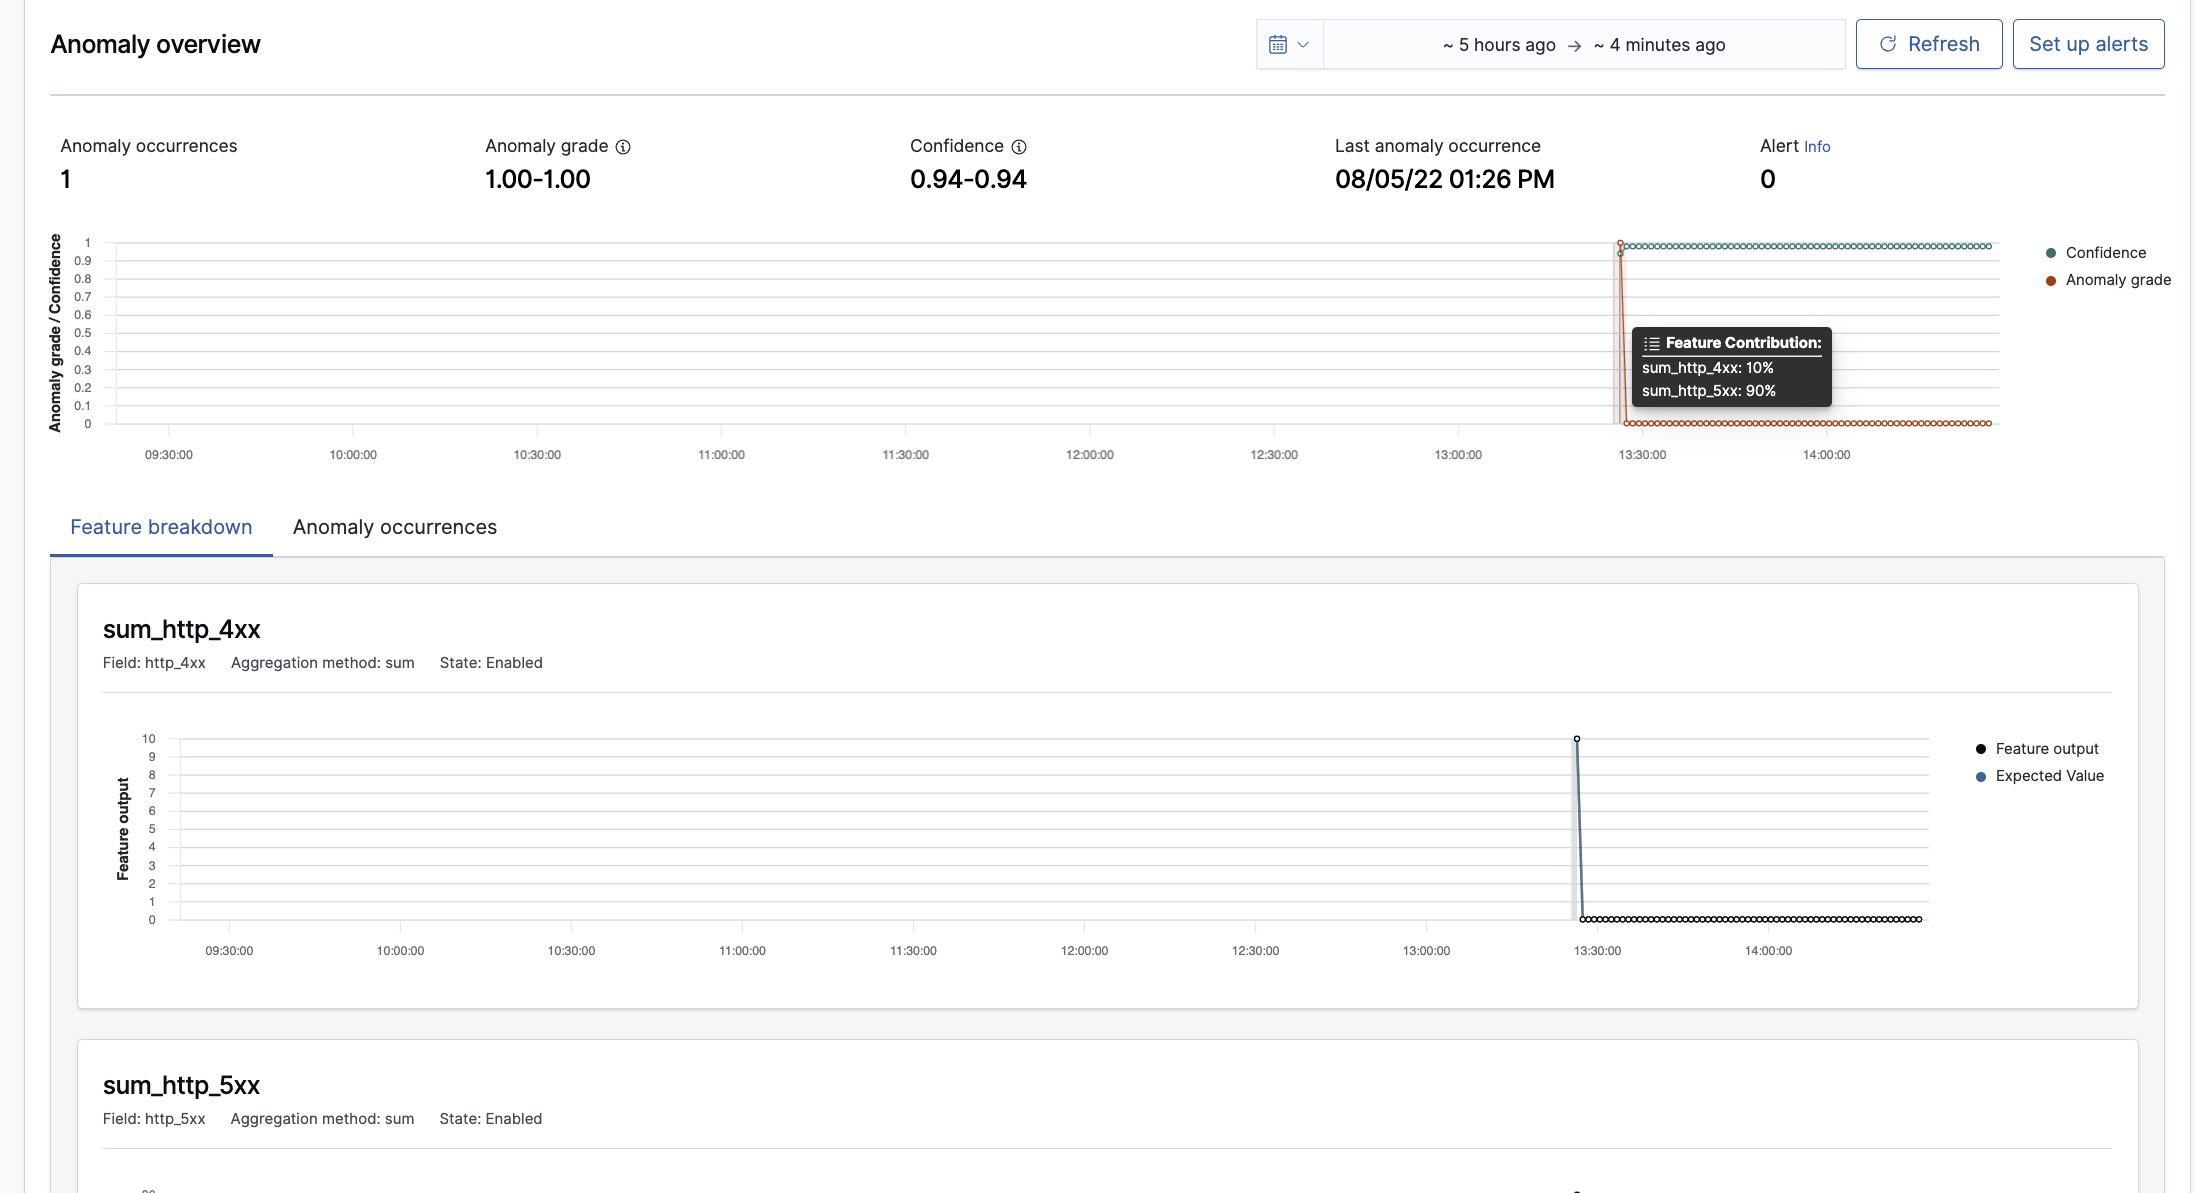 Anomaly overview
~ 5 hours ago → ~ 4 minutes ago
Refresh
Set up alerts
Anomaly occurrences
1
Anomaly grade
1.00-1.00
Confidence
0.94-0.94
Last anomaly occurrence
08/05/22 01:26 PM
Alert Info
0
Anomaly grade / Confidence
1
0.9
0.8
0.7
0.6
0.5
0.4
0.3
0.2
0.1
0
09:30:00 10:00:00 10:30:00 11:00:00 11:30:00 12:00:00 12:30:00 13:00:00 13:30:00 14:00:00
Confidence
Anomaly grade
Feature Contribution:
sum_http_4xx: 10%
sum_http_5xx: 90%
Feature breakdown
Anomaly occurrences
sum_http_4xx
Field: http_4xx Aggregation method: sum State: Enabled
Feature output
10
9
8
7
6
5
4
3
2
1
0
09:30:00 10:00:00 10:30:00 11:00:00 11:30:00 12:00:00 12:30:00 13:00:00 13:30:00 14:00:00
Feature output
Expected Value
sum_http_5xx
Field: http_5xx Aggregation method: sum State: Enabled